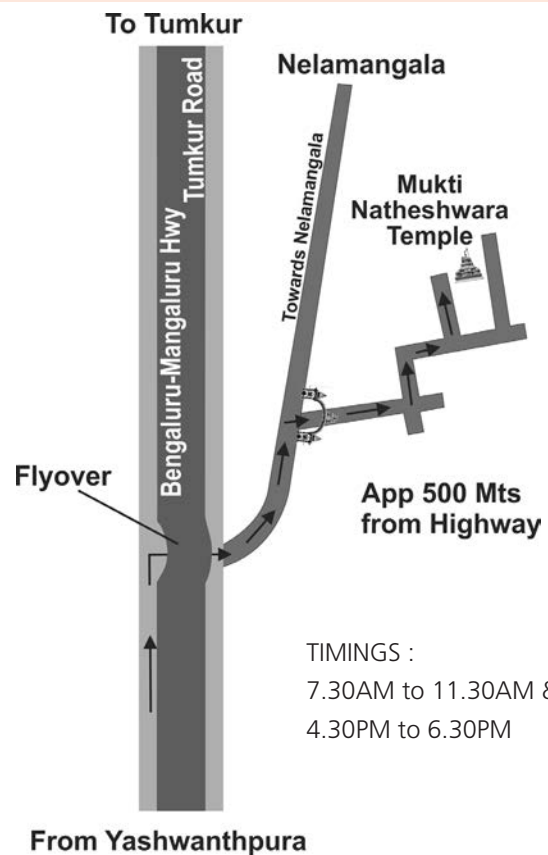 To Tumkur
Nelamangala
Tumkur Road
Bengaluru-Mangaluru Hwy
Towards Nelamangala
Mukti
Natheshwara
Temple
Flyover
App 500 Mts
from Highway
TIMINGS :
7.30AM to 11.30AM &
4.30PM to 6.30PM
From Yashwanthpura